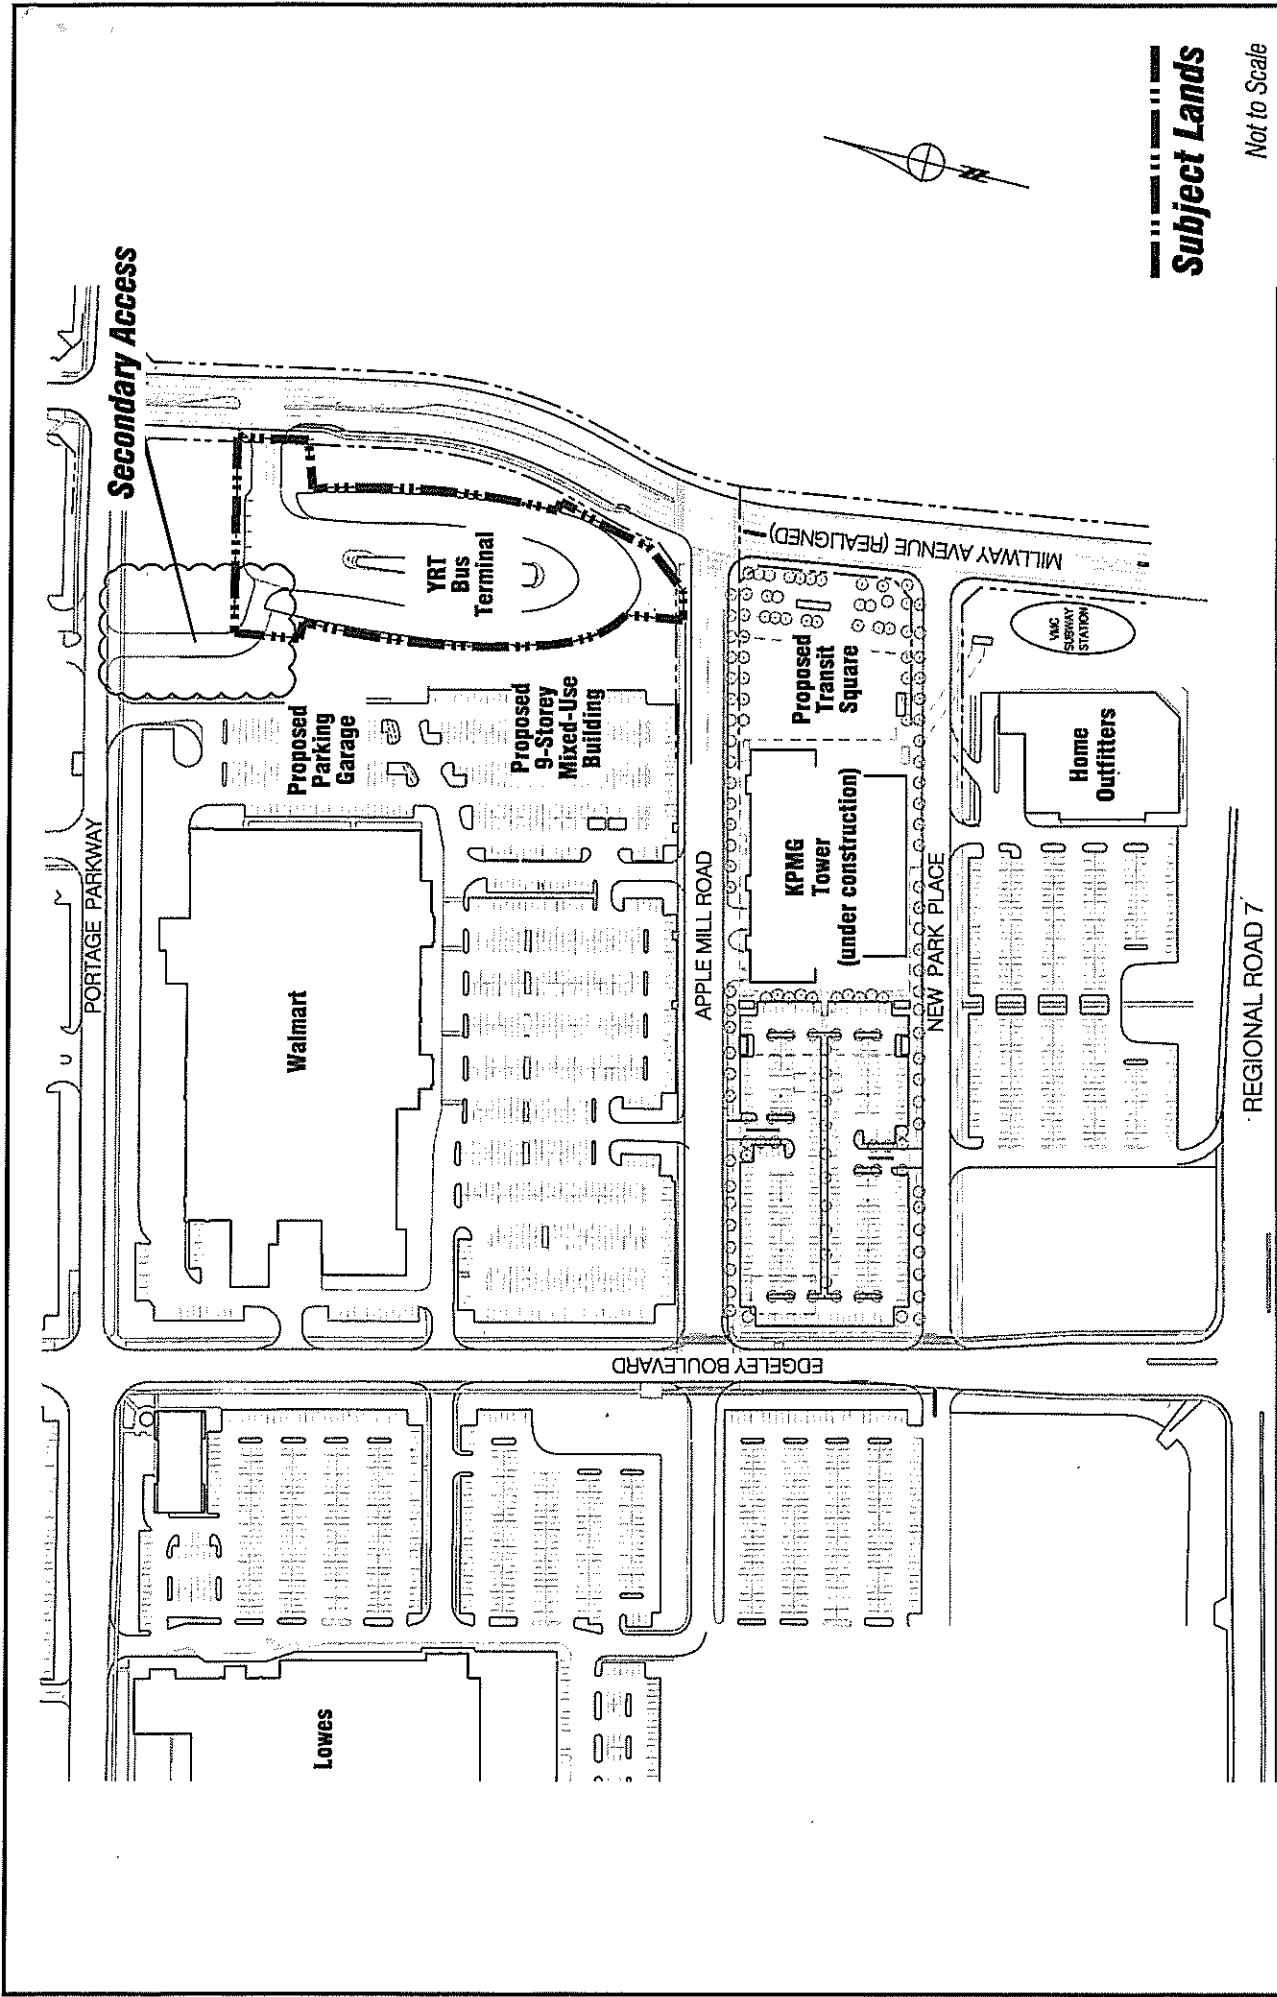 Secondary Access
PORTAGE PARKWAY
YRT
Bus
Terminal
Proposed
Parking
Garage
Proposed
9-Storey
Mixed-Use
Building
Walmart
APPLE MILL ROAD
MILLWAY AVENUE (REALIGNED)
Proposed
Transit
Square
KPMG
Tower
(under construction)
NEW PARK PLACE
VMC
SUBWAY
STATION
Home
Outfitters
EDGELEY BOULEVARD
Lowes
REGIONAL ROAD 7
N
Subject Lands
Not to Scale